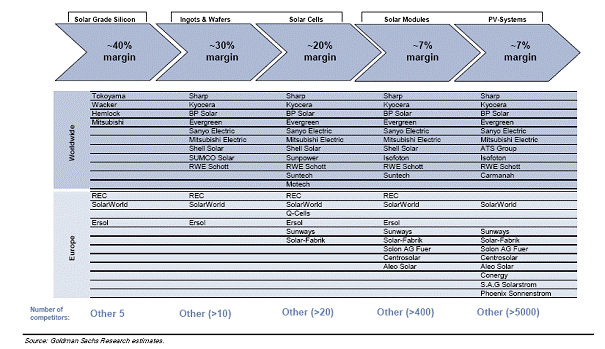 Solar Grade Silicon Ingots & Wafers Solar Cells Solar Modules PV-Systems
~40% ~30% ~20% ~7% ~7%
margin margin margin margin margin
Worldwide
Tokoyama Sharp Sharp Sharp Sharp
Wacker Kyocera Kyocera Kyocera Kyocera
Hemlock BP Solar BP Solar BP Solar BP Solar
Mitsubishi Evergreen Evergreen Evergreen Evergreen
Sanyo Electric Sanyo Electric Sanyo Electric Sanyo Electric
Mitsubishi Electric Mitsubishi Electric Mitsubishi Electric Mitsubishi Electric
Shell Solar Shell Solar Shell Solar ATS Group
SUMCO Solar Sunpower Isofoton Isofoton
RWE Schott RWE Schott RWE Schott RWE Schott
Suntech Suntech Carmanah
Motech
Europe
REC REC REC REC
SolarWorld SolarWorld SolarWorld SolarWorld SolarWorld
Q-Cells
Ersol Ersol Ersol Ersol
Sunways Sunways Sunways
Solar-Fabrik Solar-Fabrik Solar-Fabrik
Solon AG Fuer Solon AG Fuer
Centrosolar Centrosolar
Aleo Solar Aleo Solar
Conergy
S.A.G Solarstrom
Phoenix Sonnenstrom
Number of
competitors: Other 5 Other (>10) Other (>20) Other (>400) Other (>5000)
Source: Goldman Sachs Research estimates.